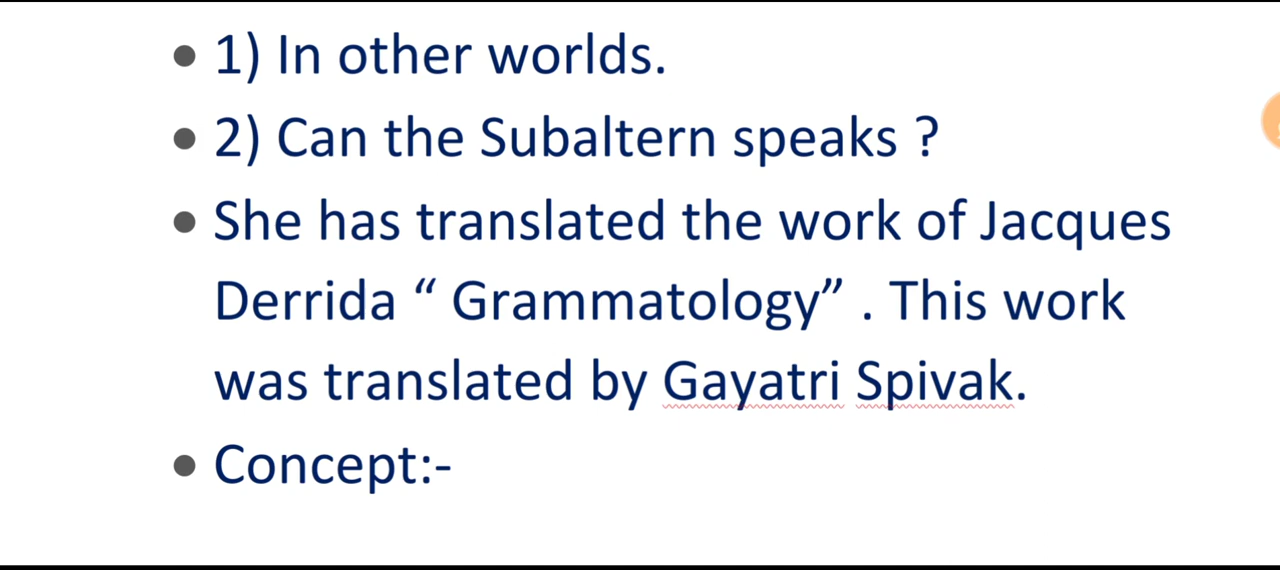 • 1) In other worlds.
• 2) Can the Subaltern speaks ?
• She has translated the work of Jacques
Derrida “ Grammatology” . This work
was translated by Gayatri Spivak.
• Concept:-